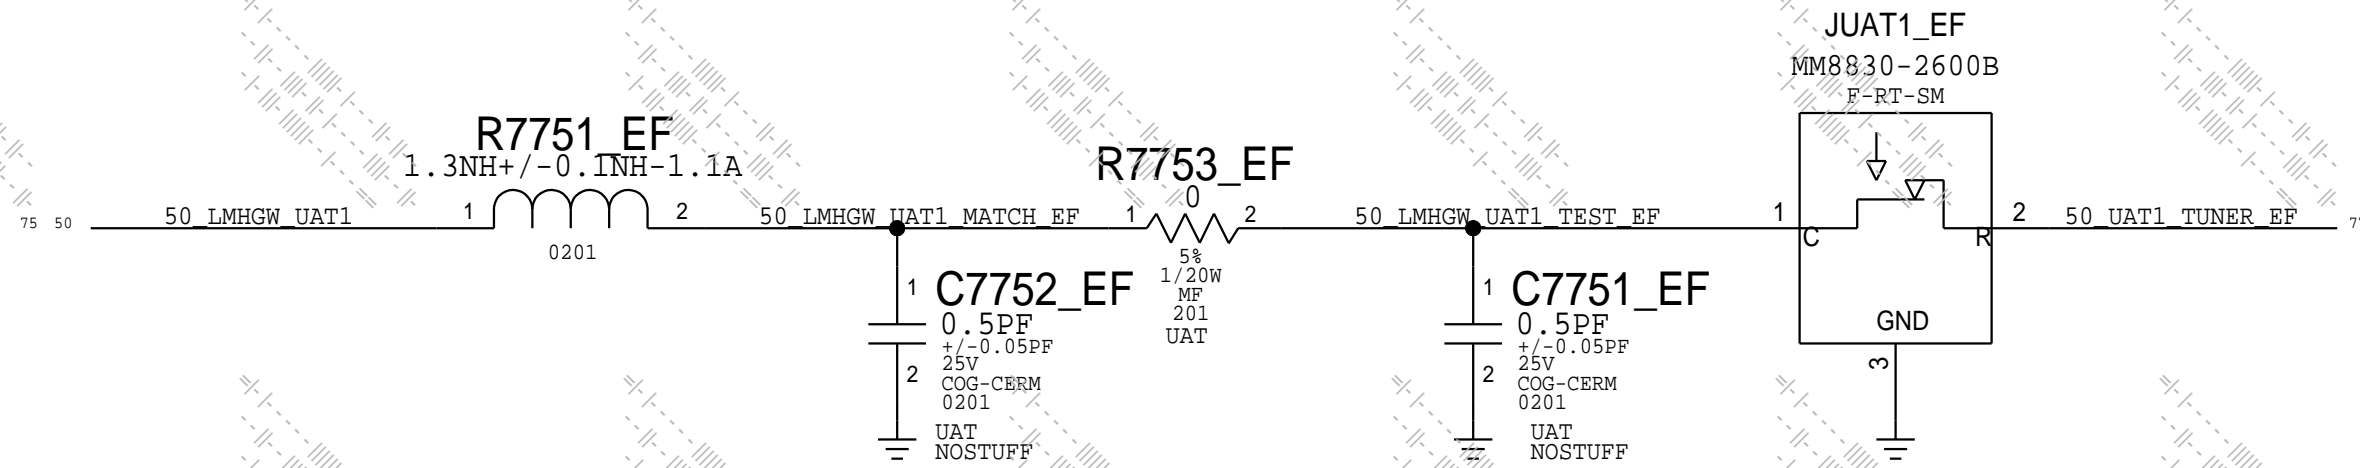 JUAT1_EF
MM8830-2600B
F-RT-SM
R7751_EF
1.3NH+/-0.1NH-1.1A
0201
R7753_EF
0
5%
1/20W
MF
201
UAT
75 50
50_LMHGW_UAT1
1
2
50_LMHGW_UAT1_MATCH_EF
1
2
50_LMHGW_UAT1_TEST_EF
1
C
R
2
50_UAT1_TUNER_EF
GND
3
1
C7752_EF
0.5PF
+/-0.05PF
25V
2
COG-CERM
0201
UAT
NOSTUFF
1
C7751_EF
0.5PF
+/-0.05PF
25V
2
COG-CERM
0201
UAT
NOSTUFF